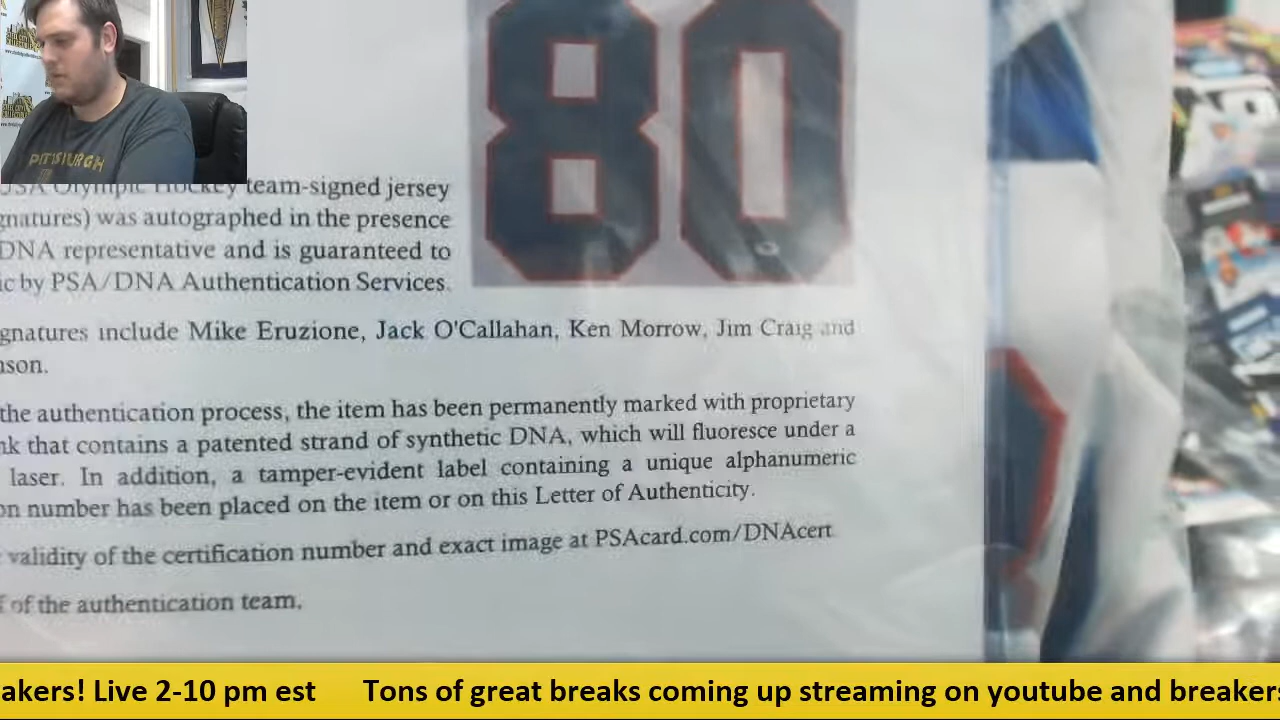 PITTSBURGH
80
USA Olympic Hockey team-signed jersey
gnatures) was autographed in the presence
DNA representative and is guaranteed to
ic by PSA/DNA Authentication Services.
gnatures include Mike Eruzione, Jack O'Callahan, Ken Morrow, Jim Craig and
nson.
the authentication process, the item has been permanently marked with proprietary
nk that contains a patented strand of synthetic DNA, which will fluoresce under a
laser. In addition, a tamper-evident label containing a unique alphanumeric
on number has been placed on the item or on this Letter of Authenticity.
validity of the certification number and exact image at PSAcard.com/DNAcert
f of the authentication team,
akers! Live 2-10 pm est Tons of great breaks coming up streaming on youtube and breakers